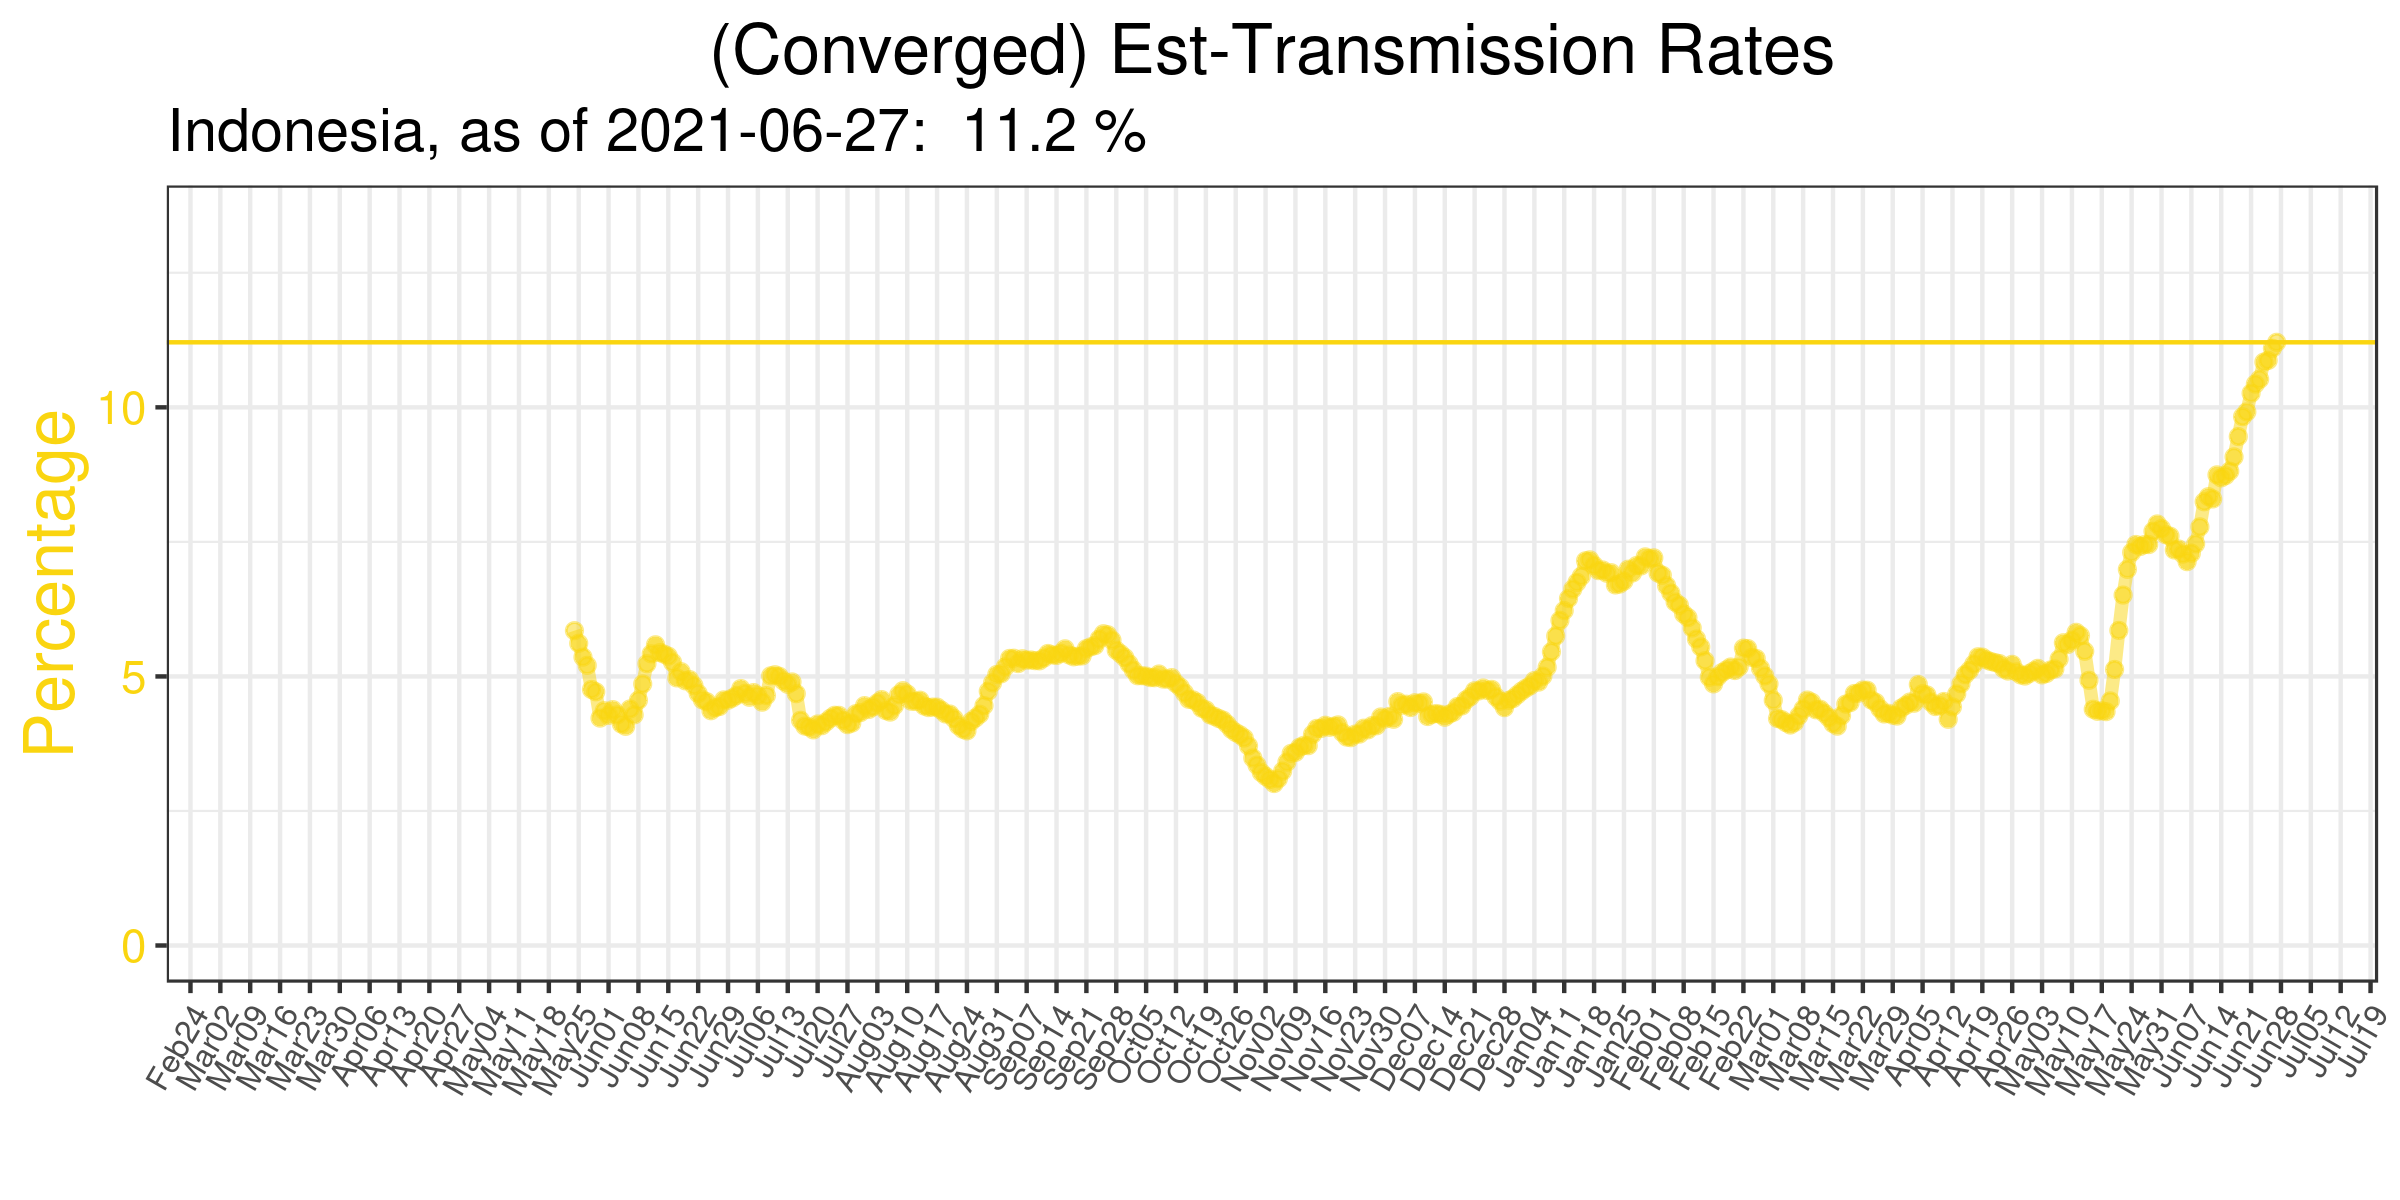 (Converged) Est-Transmission Rates
Indonesia, as of 2021-06-27: 11.2 %
Percentage
10
5
0
Feb24
Mar02
Mar09
Mar16
Mar23
Mar30
Apr06
Apr13
Apr20
Apr27
May04
May11
May18
May25
Jun01
Jun08
Jun15
Jun22
Jun29
Jul06
Jul13
Jul20
Jul27
Aug03
Aug10
Aug17
Aug24
Aug31
Sep07
Sep14
Sep21
Sep28
Oct05
Oct12
Oct19
Oct26
Nov02
Nov09
Nov16
Nov23
Nov30
Dec07
Dec14
Dec21
Dec28
Jan04
Jan11
Jan18
Jan25
Feb01
Feb08
Feb15
Feb22
Mar01
Mar08
Mar15
Mar22
Mar29
Apr05
Apr12
Apr19
Apr26
May03
May10
May17
May24
May31
Jun07
Jun14
Jun21
Jun28
Jul05
Jul12
Jul19